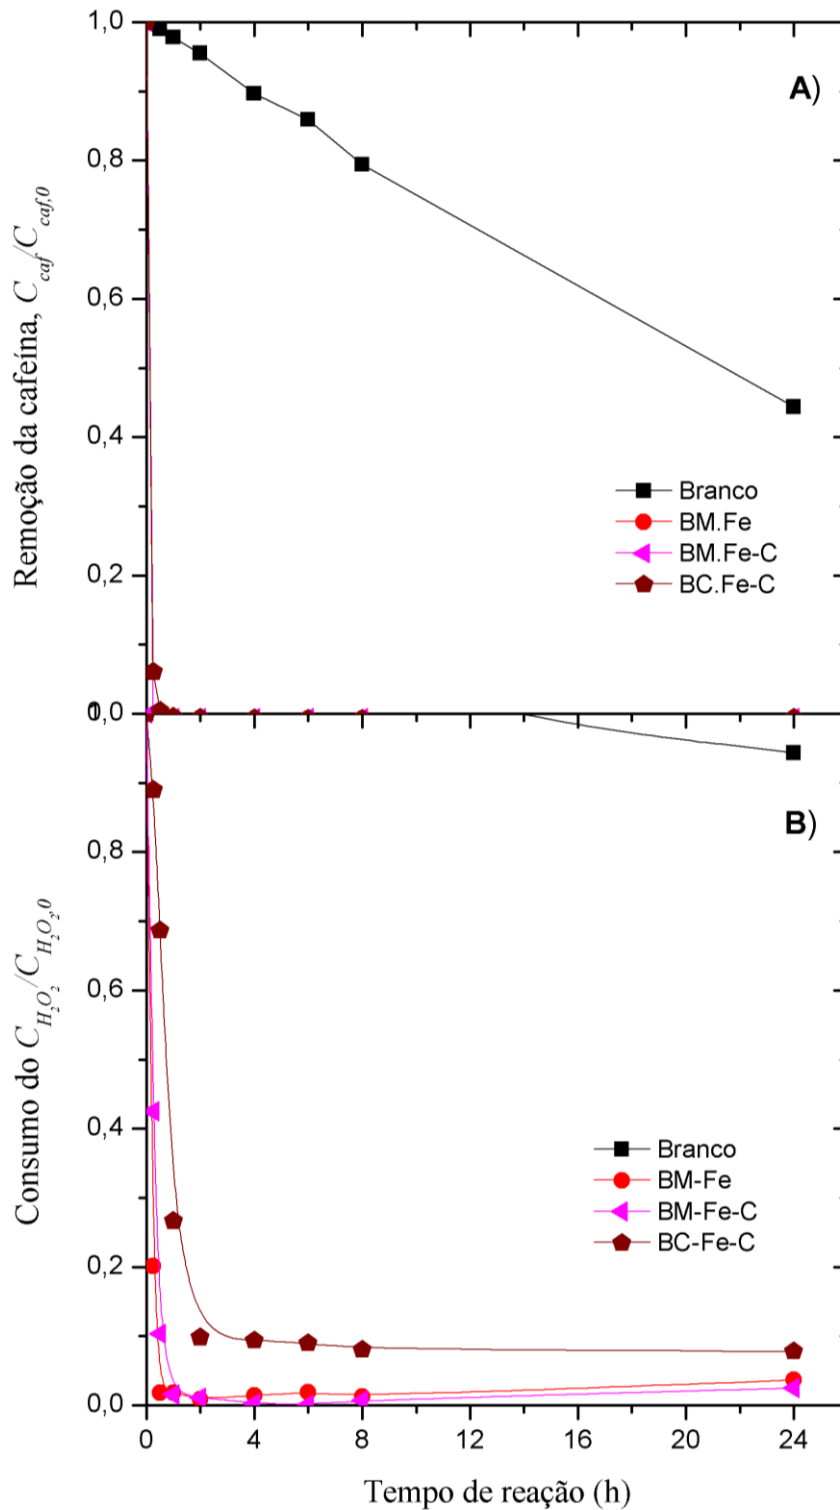 1,0
A)
0,8
0,6
0,4
0,2
0,0
Remoção da cafeína, C_caf/C_caf,0
Branco
BM.Fe
BM.Fe-C
BC.Fe-C
B)
0,8
0,6
0,4
0,2
0,0
Consumo do C_H2O2/C_H2O2,0
Branco
BM-Fe
BM-Fe-C
BC-Fe-C
0 4 8 12 16 20 24
Tempo de reação (h)